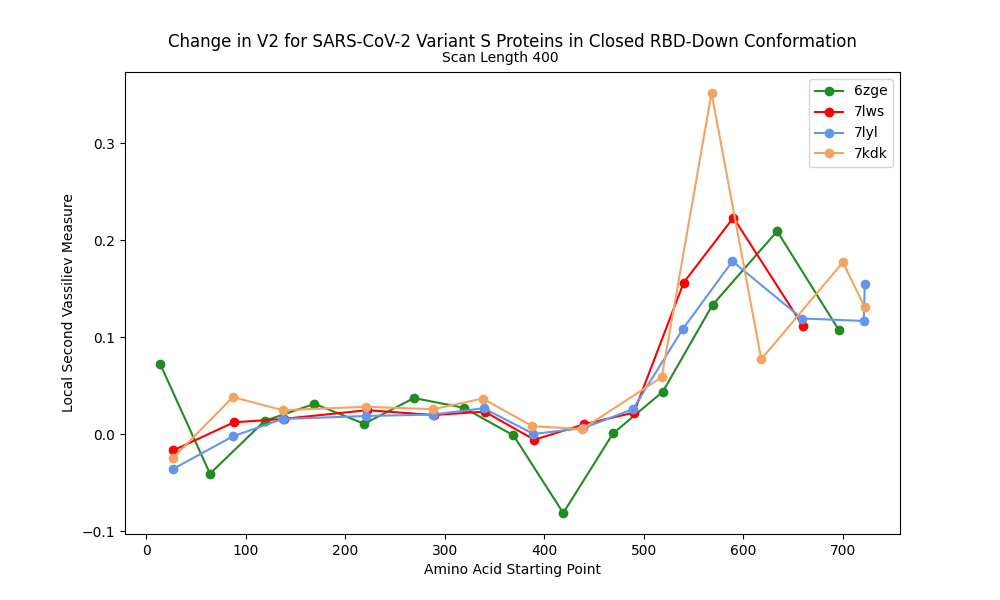 Change in V2 for SARS-CoV-2 Variant S Proteins in Closed RBD-Down Conformation
Scan Length 400
6zge
7lws
7lyl
7kdk
Local Second Vassiliev Measure
0.3
0.2
0.1
0.0
−0.1
0 100 200 300 400 500 600 700
Amino Acid Starting Point